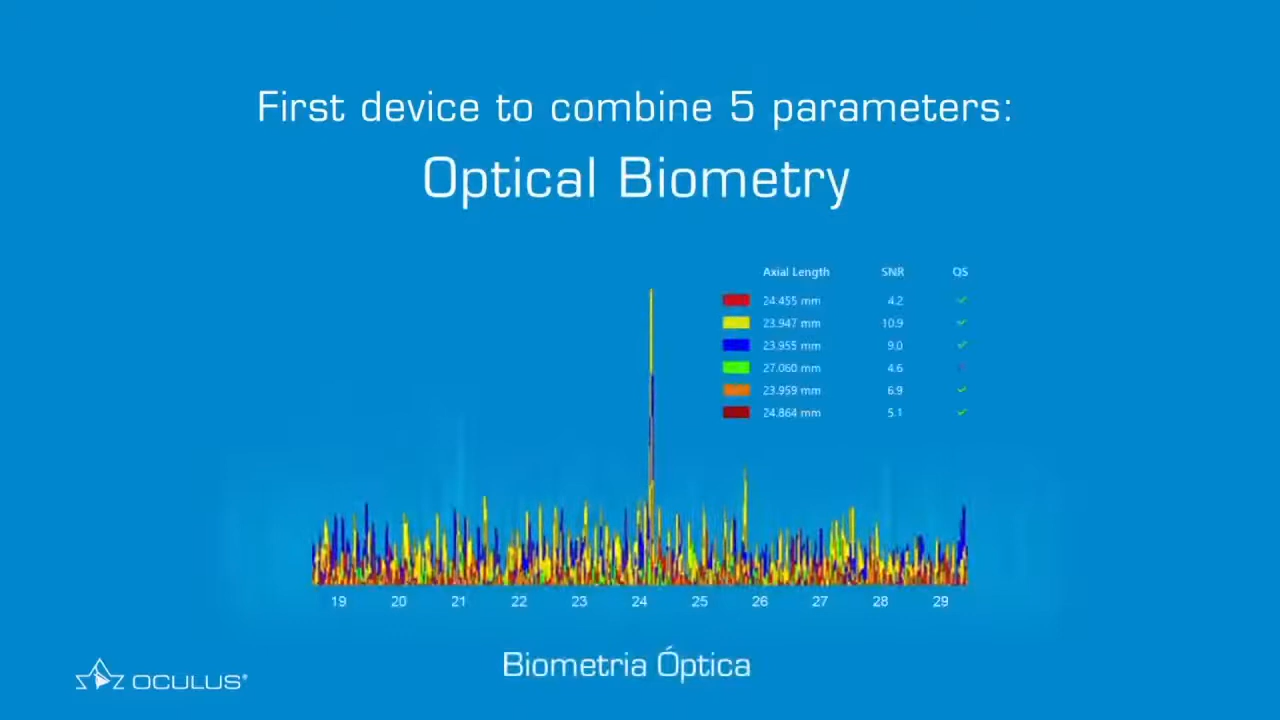 First device to combine 5 parameters:
Optical Biometry
Axial Length SNR QS
24.455 mm 4.2
23.947 mm 10.9
23.955 mm 9.0
27.060 mm 4.6
23.959 mm 6.9
24.864 mm 5.1
19 20 21 22 23 24 25 26 27 28 29
Biometria Óptica
OCULUS®